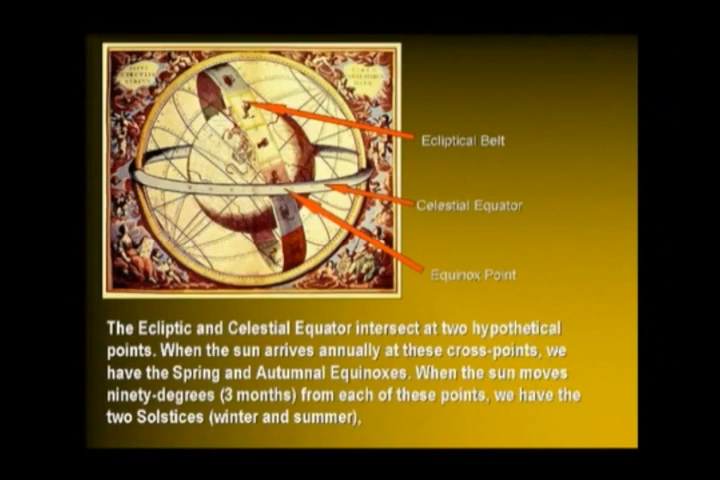 Ecliptical Belt
Celestial Equator
Equinox Point
The Ecliptic and Celestial Equator intersect at two hypothetical
points. When the sun arrives annually at these cross-points, we
have the Spring and Autumnal Equinoxes. When the sun moves
ninety-degrees (3 months) from each of these points, we have the
two Solstices (winter and summer),